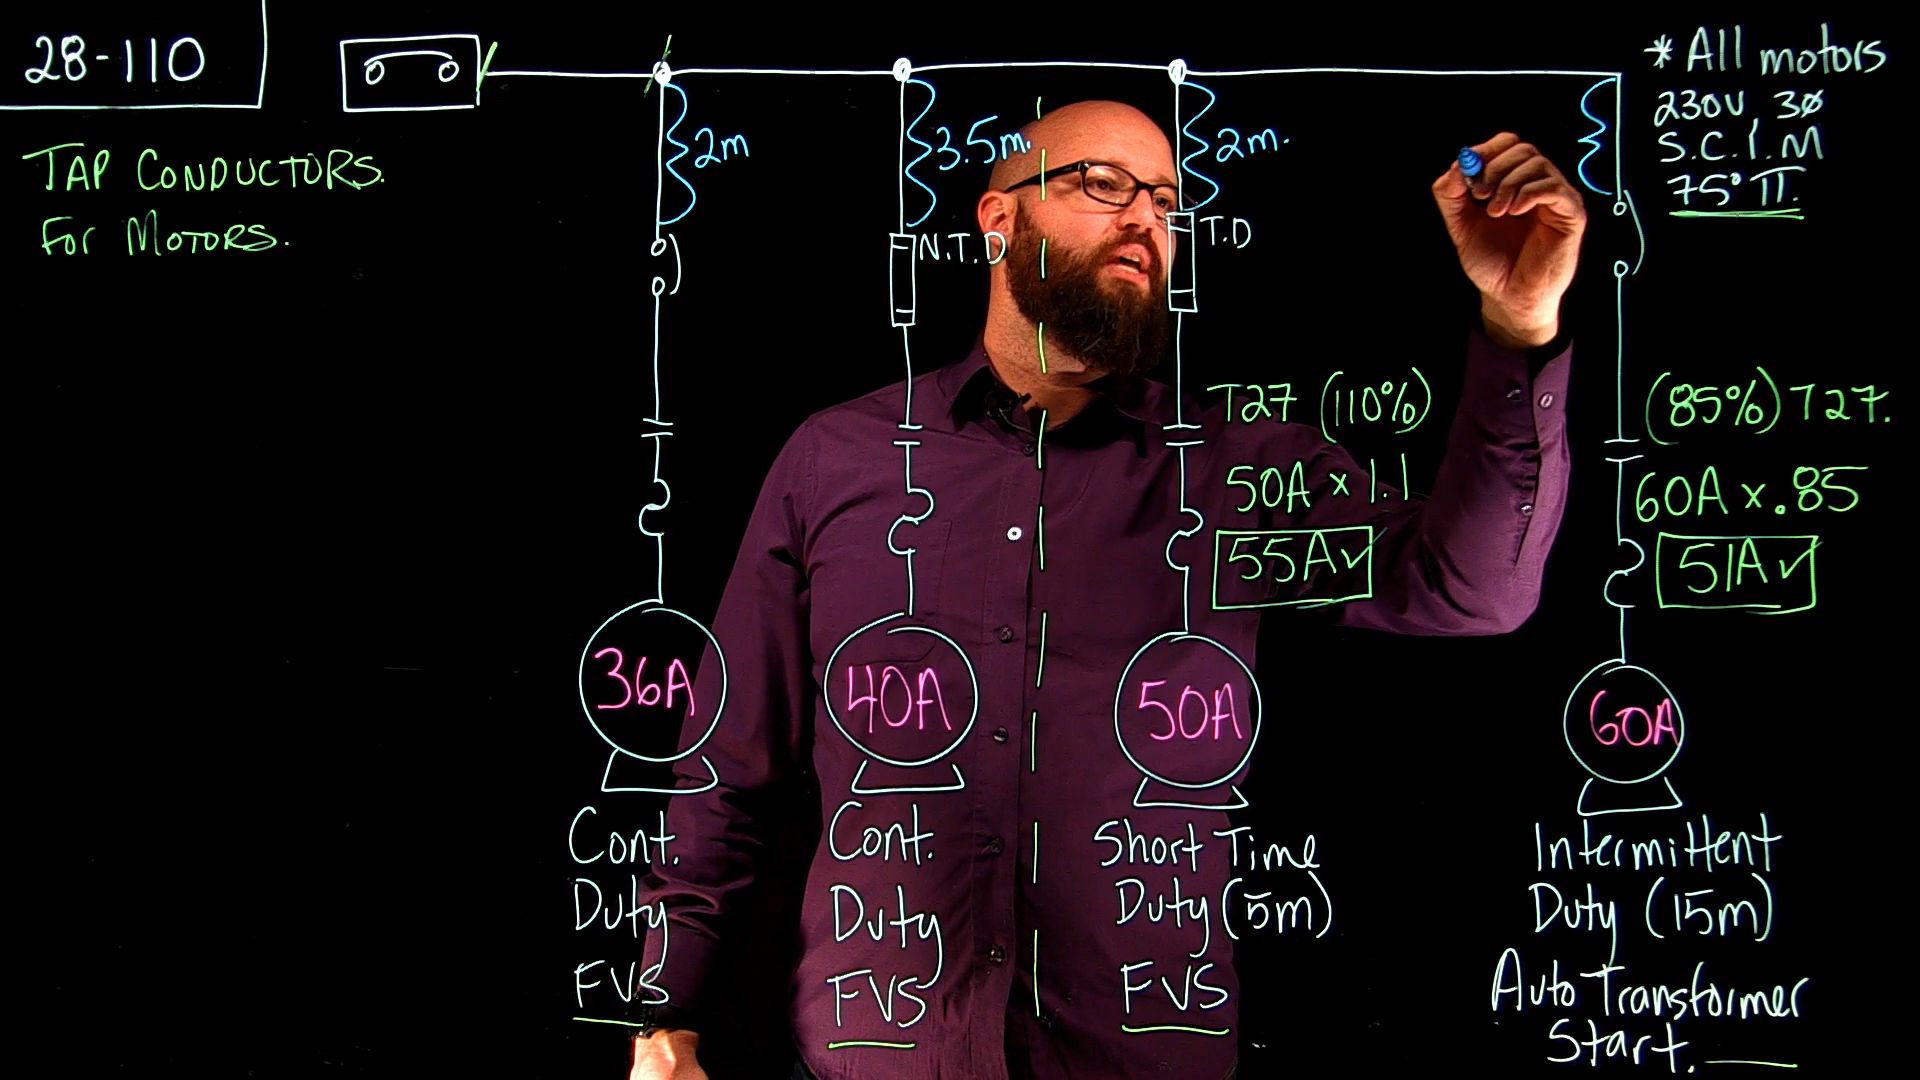 28-110
TAP CONDUCTORS.
For MOTORS.
2m
3.5m.
2m.
* All motors
230V, 3Ø
S.C.I.M
75° π.
N.T.D
T.D
T27 (110%)
50A x 1.1
55A✓
(85%) T27.
60A x .85
51A✓
36A
40A
50A
60A
Cont.
Duty
FVS
Cont.
Duty
FVS
Short Time
Duty (5m)
FVS
Intermittent
Duty (15m)
Auto Transformer
Start.